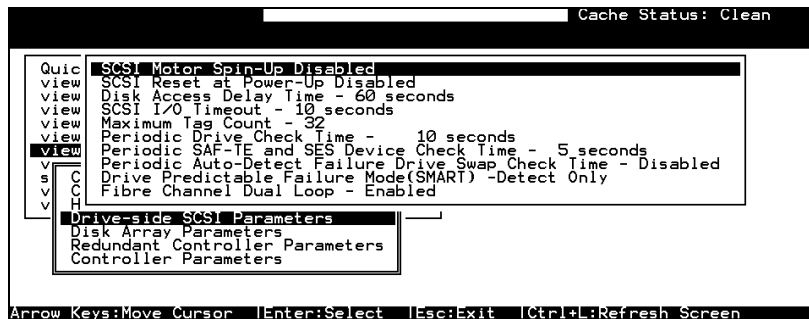 Cache Status: Clean
Quic
view
view
view
view
view
view
v
s
v
v
SCSI Motor Spin-Up Disabled
SCSI Reset at Power-Up Disabled
Disk Access Delay Time - 60 seconds
SCSI I/O Timeout - 10 seconds
Maximum Tag Count - 32
Periodic Drive Check Time - 10 seconds
Periodic SAF-TE and SES Device Check Time - 5 seconds
Periodic Auto-Detect Failure Drive Swap Check Time - Disabled
Drive Predictable Failure Mode(SMART) -Detect Only
Fibre Channel Dual Loop - Enabled
C
C
H
Drive-side SCSI Parameters
Disk Array Parameters
Redundant Controller Parameters
Controller Parameters
Arrow Keys:Move Cursor |Enter:Select |Esc:Exit |Ctrl+L:Refresh Screen